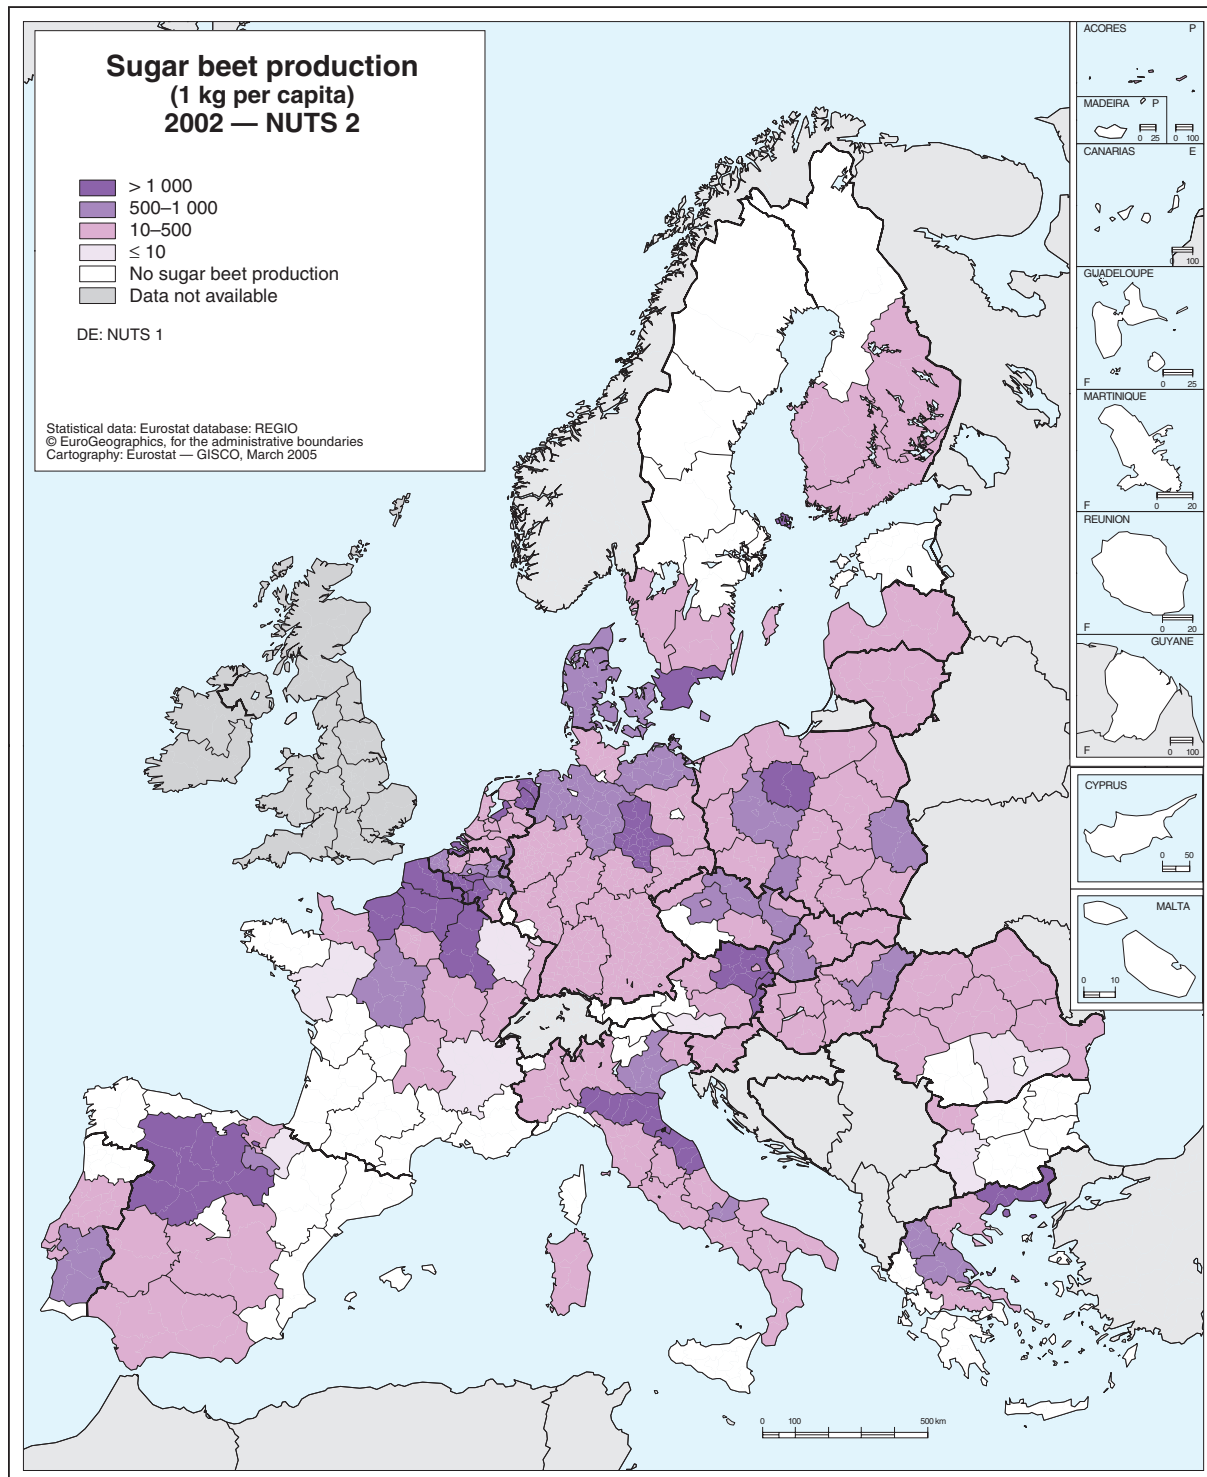 Sugar beet production
(1 kg per capita)
2002 — NUTS 2
> 1 000
500–1 000
10–500
≤ 10
No sugar beet production
Data not available
DE: NUTS 1
Statistical data: Eurostat database: REGIO
© EuroGeographics, for the administrative boundaries
Cartography: Eurostat — GISCO, March 2005
ACORES P
MADEIRA P
0 25 0 100
CANARIAS E
0 100
GUADELOUPE
F 0 25
MARTINIQUE
F 0 20
REUNION
F 0 20
GUYANE
F 0 100
CYPRUS
0 50
MALTA
0 10
0 100 500 km